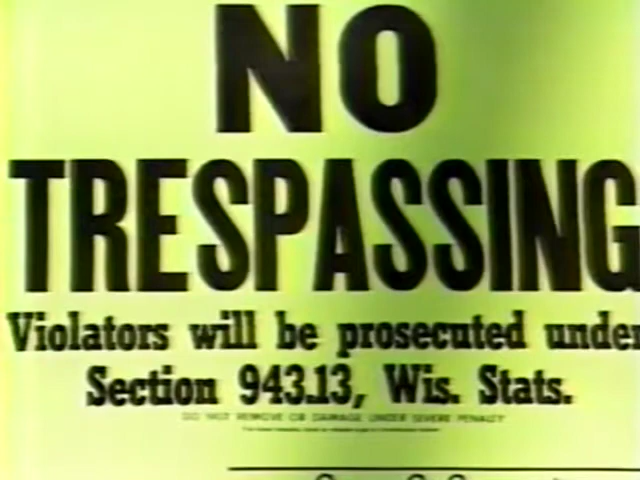 NO
TRESPASSING
Violators will be prosecuted under
Section 943.13, Wis. Stats.
DO NOT REMOVE OR DAMAGE UNDER SEVERE PENALTY